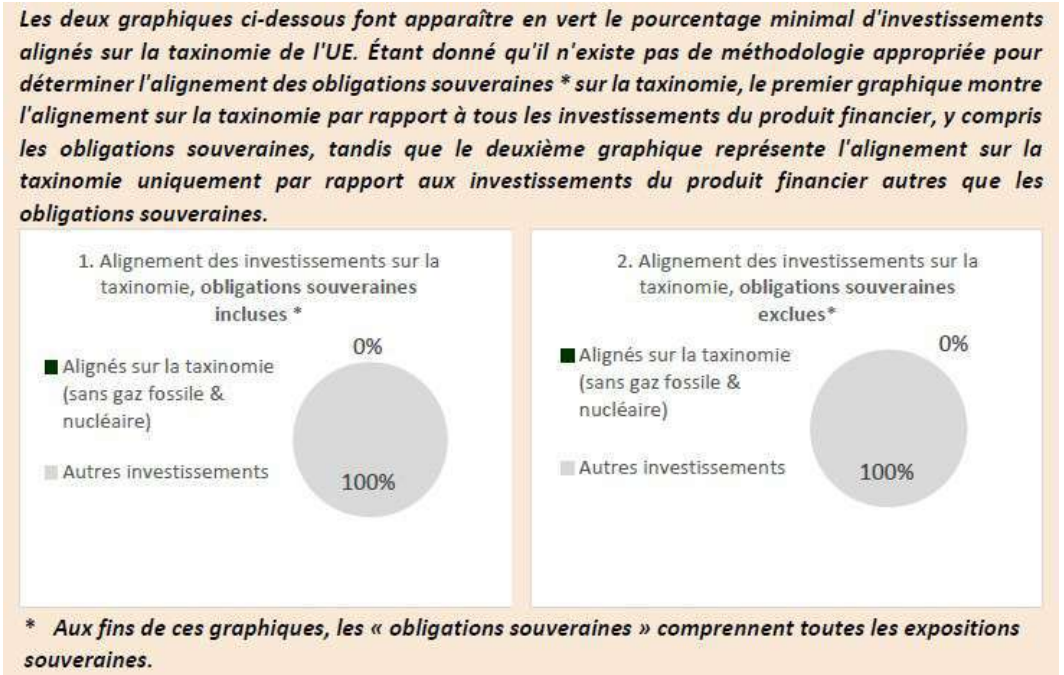 Les deux graphiques ci-dessous font apparaître en vert le pourcentage minimal d'investissements
alignés sur la taxinomie de l'UE. Étant donné qu'il n'existe pas de méthodologie appropriée pour
déterminer l'alignement des obligations souveraines * sur la taxinomie, le premier graphique montre
l'alignement sur la taxinomie par rapport à tous les investissements du produit financier, y compris
les obligations souveraines, tandis que le deuxième graphique représente l'alignement sur la
taxinomie uniquement par rapport aux investissements du produit financier autres que les
obligations souveraines.
1. Alignement des investissements sur la
taxinomie, obligations souveraines
incluses *
0%
Alignés sur la taxinomie
(sans gaz fossile &
nucléaire)
Autres investissements
100%
2. Alignement des investissements sur la
taxinomie, obligations souveraines
exclues*
0%
Alignés sur la taxinomie
(sans gaz fossile &
nucléaire)
Autres investissements
100%
* Aux fins de ces graphiques, les « obligations souveraines » comprennent toutes les expositions
souveraines.